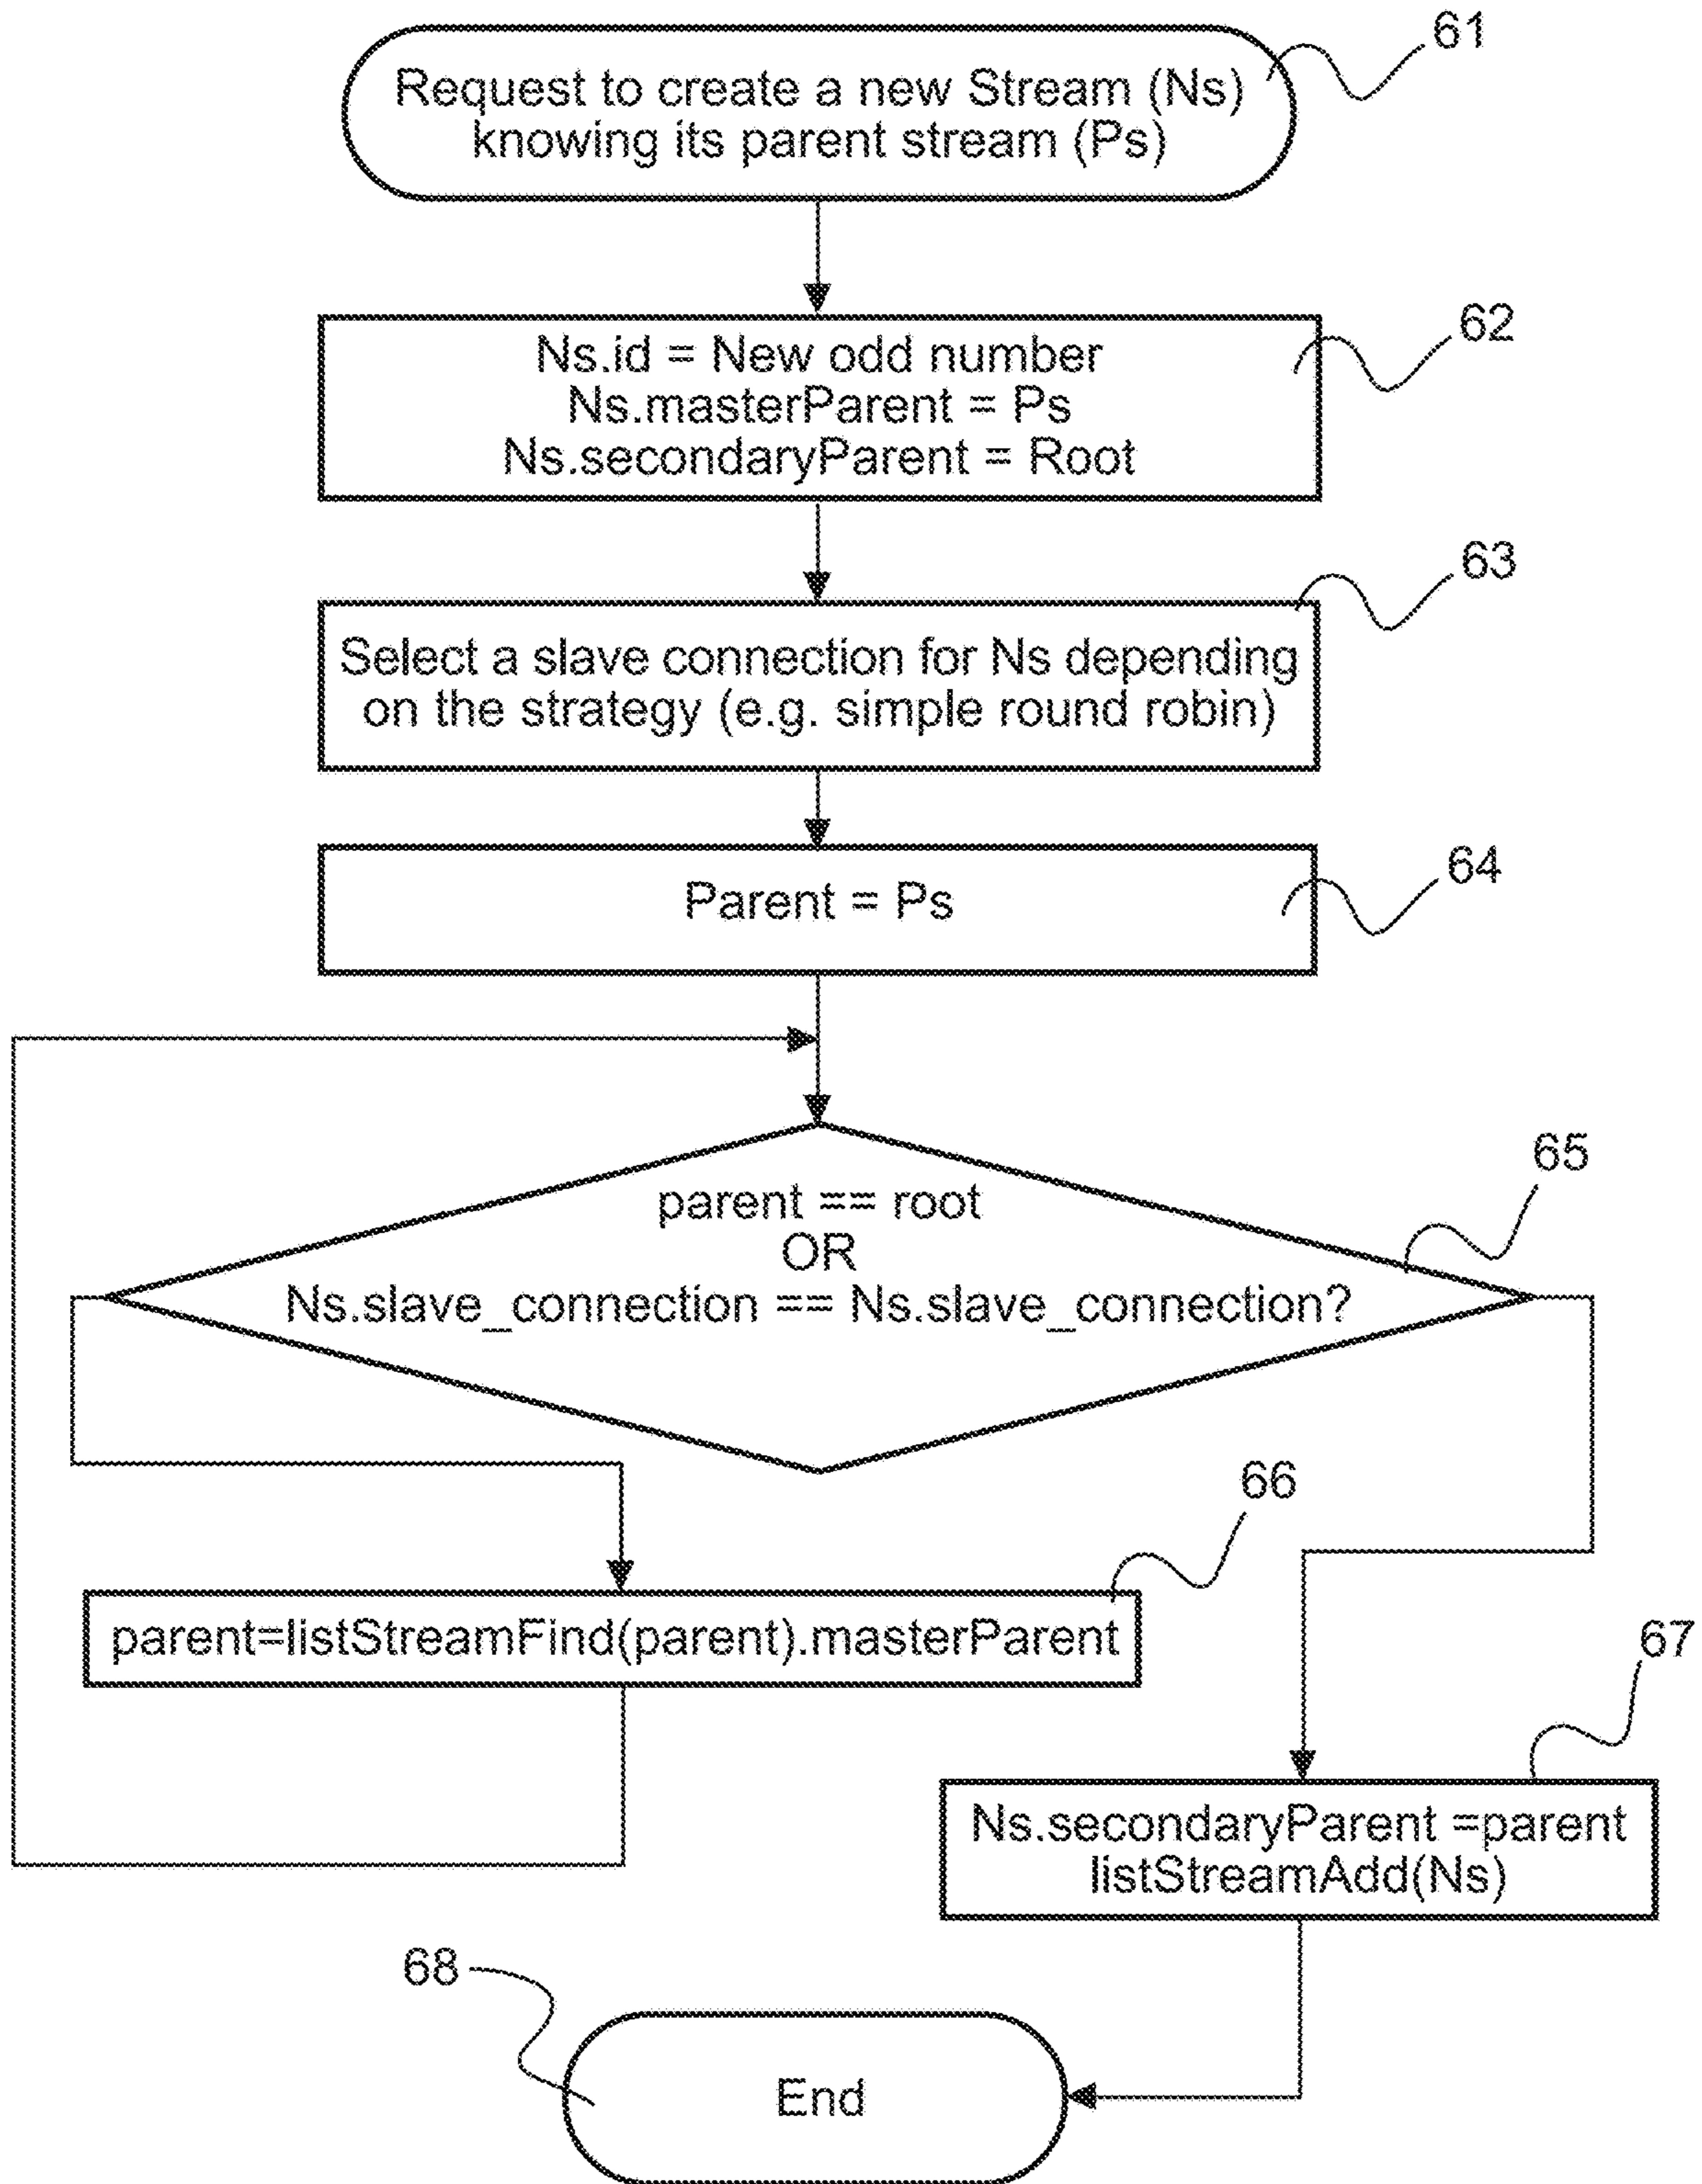 61
Request to create a new Stream (Ns)
knowing its parent stream (Ps)
62
Ns.id = New odd number
Ns.masterParent = Ps
Ns.secondaryParent = Root
63
Select a slave connection for Ns depending
on the strategy (e.g. simple round robin)
64
Parent = Ps
65
parent == root
OR
Ns.slave_connection == Ns.slave_connection?
66
parent=listStreamFind(parent).masterParent
67
Ns.secondaryParent =parent
listStreamAdd(Ns)
68
End